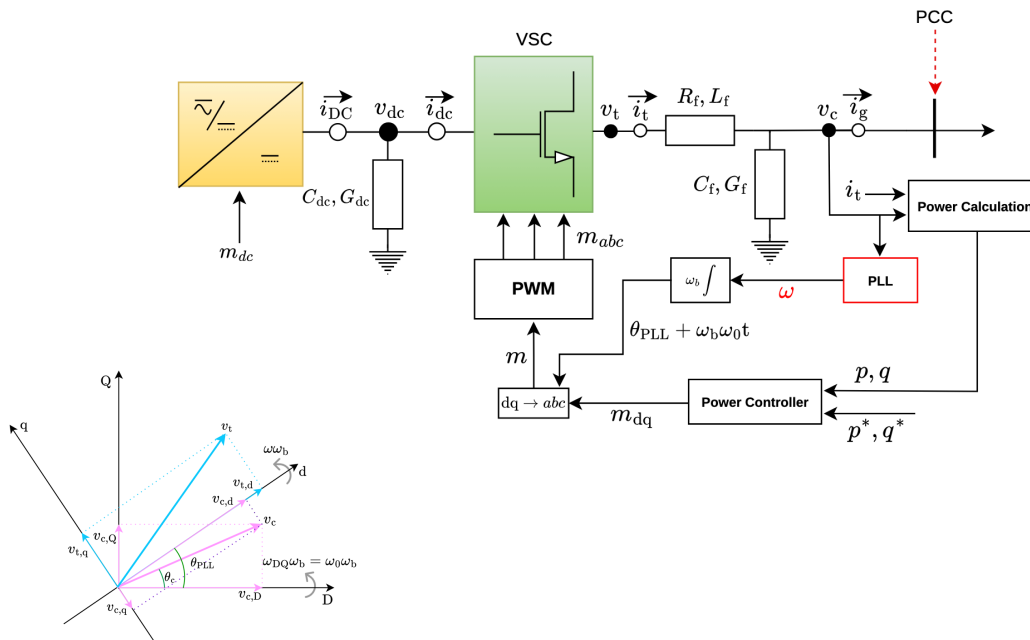 PCC
VSC
i_DC
v_dc
i_dc
v_t
i_t
R_f, L_f
v_c
i_g
C_dc, G_dc
C_f, G_f
i_t
Power Calculation
m_dc
m_abc
PWM
ω_b ∫
ω
PLL
θ_PLL + ω_b ω_0 t
m
dq → abc
m_dq
Power Controller
p, q
p*, q*
Q
q
v_t
ωω_b
d
v_t,d
v_c,d
v_c
v_t,q
v_c,Q
θ_PLL
θ_c
ω_DQ ω_b = ω_0 ω_b
v_c,q
v_c,D
D